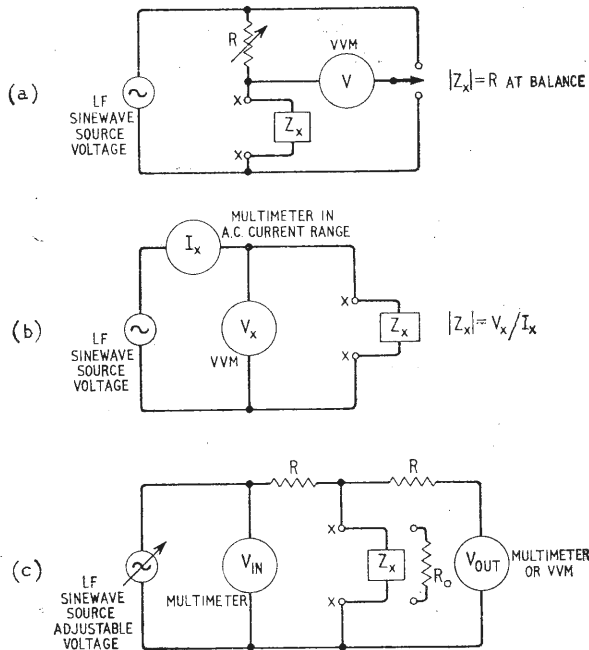 (a)
LF
SINEWAVE
SOURCE
VOLTAGE
R
VVM
V
X
Zx
X
|Zx|=R AT BALANCE
(b)
LF
SINEWAVE
SOURCE
VOLTAGE
Ix
MULTIMETER IN
A.C. CURRENT RANGE
Vx
VVM
X
Zx
X
|Zx|=Vx/Ix
(c)
LF
SINEWAVE
SOURCE
ADJUSTABLE
VOLTAGE
VIN
MULTIMETER
R
R
X
Zx
X
Ro
VOUT
MULTIMETER
OR VVM